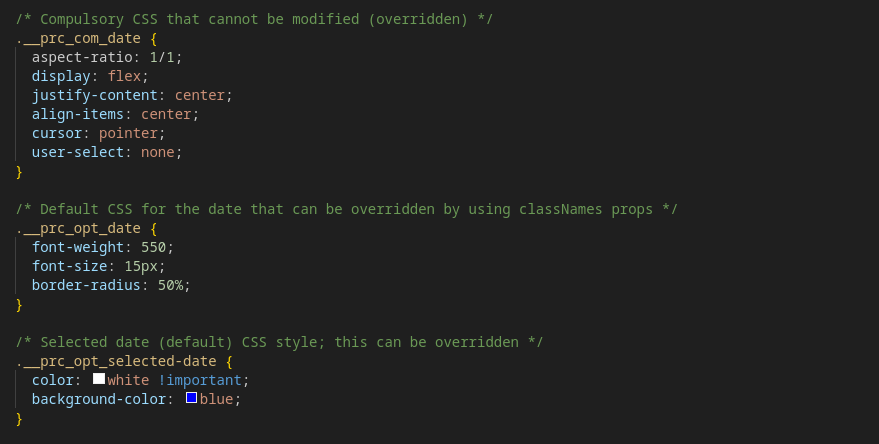 /* Compulsory CSS that cannot be modified (overridden) */
.__prc_com_date {
  aspect-ratio: 1/1;
  display: flex;
  justify-content: center;
  align-items: center;
  cursor: pointer;
  user-select: none;
}

/* Default CSS for the date that can be overridden by using classNames props */
.__prc_opt_date {
  font-weight: 550;
  font-size: 15px;
  border-radius: 50%;
}

/* Selected date (default) CSS style; this can be overridden */
.__prc_opt_selected-date {
  color: white !important;
  background-color: blue;
}